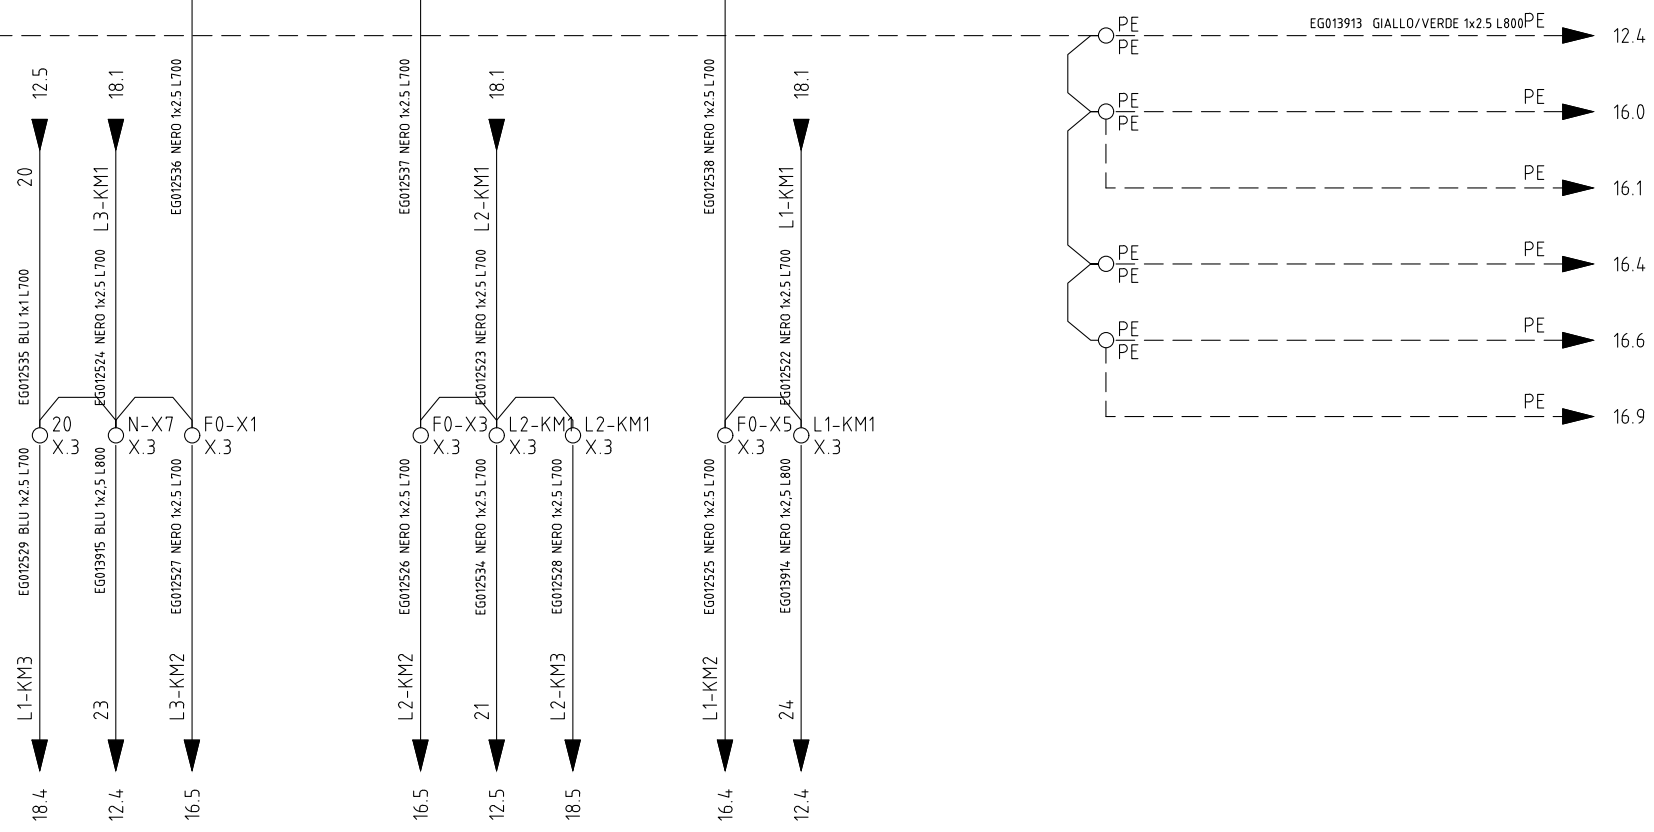 PE
EG013913 GIALLO/VERDE 1x2.5 L800
PE
12.4
PE
12.5
18.1
EG012536 NERO 1x2.5 L700
EG012537 NERO 1x2.5 L700
18.1
EG012538 NERO 1x2.5 L700
18.1
PE
PE
16.0
PE
20
L3-KM1
L2-KM1
L1-KM1
PE
16.1
PE
PE
16.4
PE
EG012535 BLU 1x1 L700
EG012524 NERO 1x2.5 L700
EG012523 NERO 1x2.5 L700
EG012522 NERO 1x2.5 L700
PE
PE
16.6
PE
PE
16.9
20
X.3
N-X7
X.3
F0-X1
X.3
F0-X3
X.3
L2-KM1
X.3
L2-KM1
X.3
F0-X5
X.3
L1-KM1
X.3
EG012529 BLU 1x2.5 L700
EG013915 BLU 1x2,5 L800
EG012527 NERO 1x2.5 L700
EG012526 NERO 1x2.5 L700
EG012534 NERO 1x2.5 L700
EG012528 NERO 1x2.5 L700
EG012525 NERO 1x2.5 L700
EG013914 NERO 1x2,5 L800
L1-KM3
23
L3-KM2
L2-KM2
21
L2-KM3
L1-KM2
24
18.4
12.4
16.5
16.5
12.5
18.5
16.4
12.4